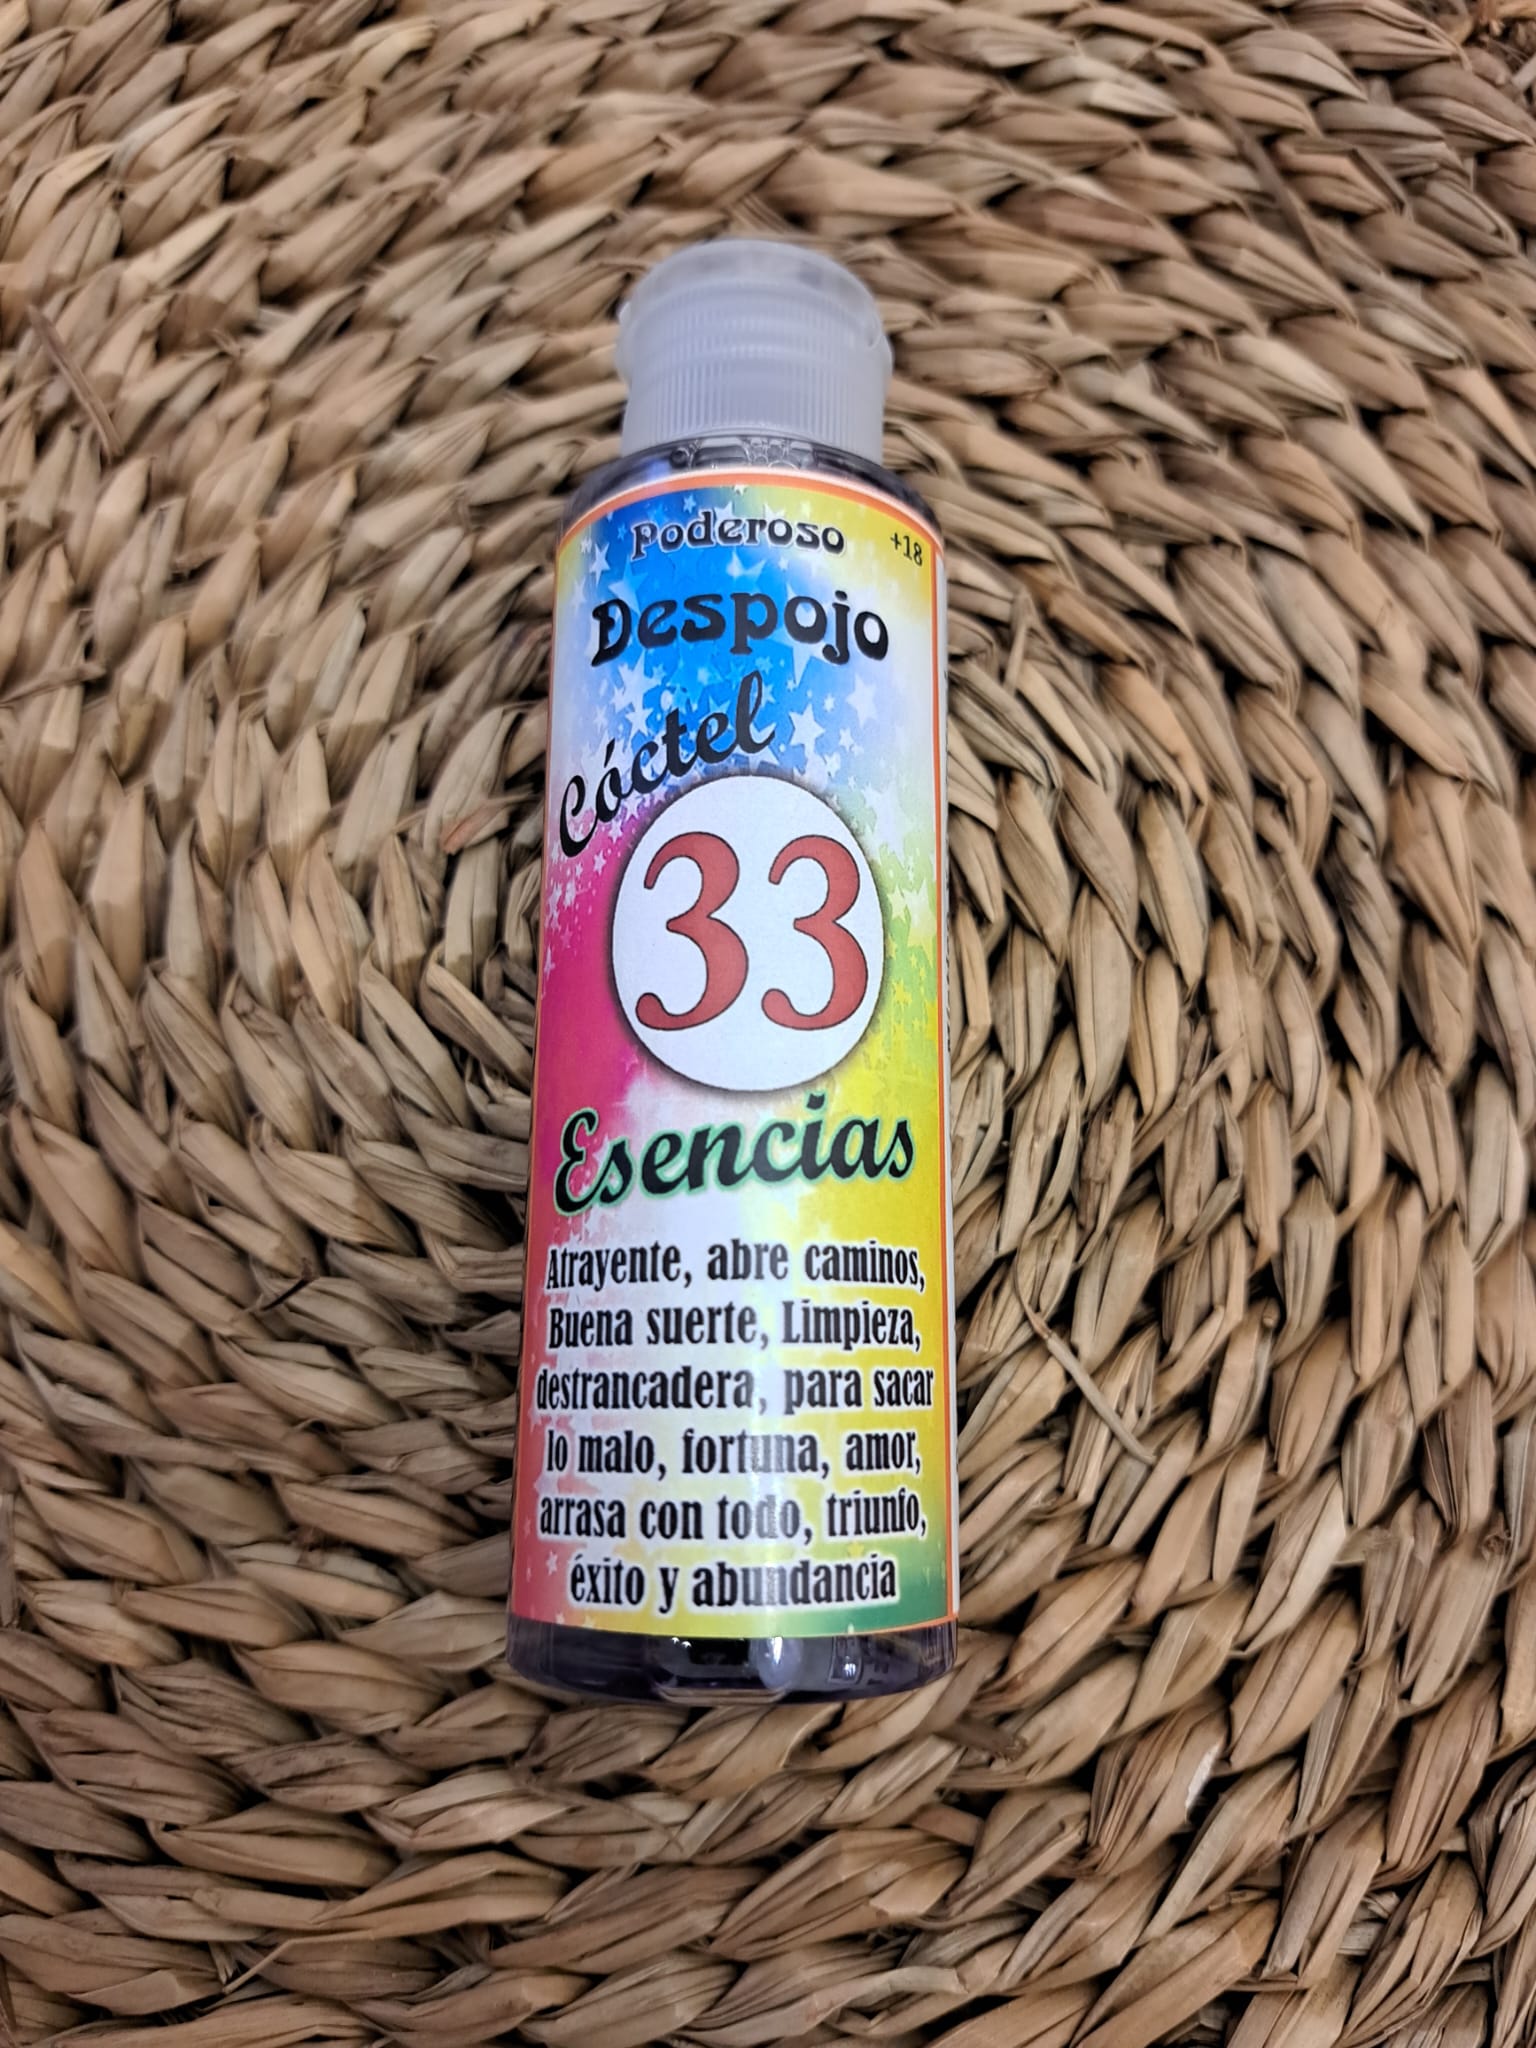 Poderoso
+18
Despojo
Cóctel
33
Esencias
Atrayente, abre caminos,
Buena suerte, Limpieza,
destrancadera, para sacar
lo malo, fortuna, amor,
arrasa con todo, triunfo,
éxito y abundancia